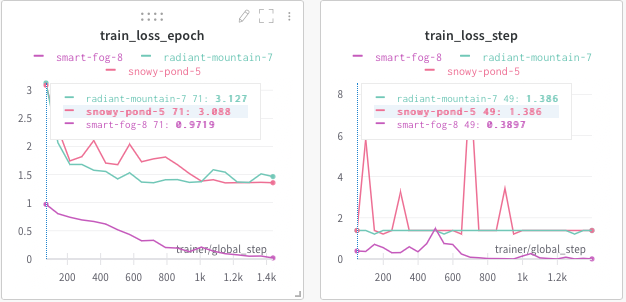 train_loss_epoch
smart-fog-8 radiant-mountain-7
snowy-pond-5
radiant-mountain-7 71: 3.127
snowy-pond-5 71: 3.088
smart-fog-8 71: 0.9719
3
2.5
2
1.5
1
0.5
0
trainer/global_step
200 400 600 800 1k 1.2k 1.4k
train_loss_step
smart-fog-8 radiant-mountain-7
snowy-pond-5
radiant-mountain-7 49: 1.386
snowy-pond-5 49: 1.386
smart-fog-8 49: 0.3897
8
6
4
2
0
trainer/global_step
200 400 600 800 1k 1.2k